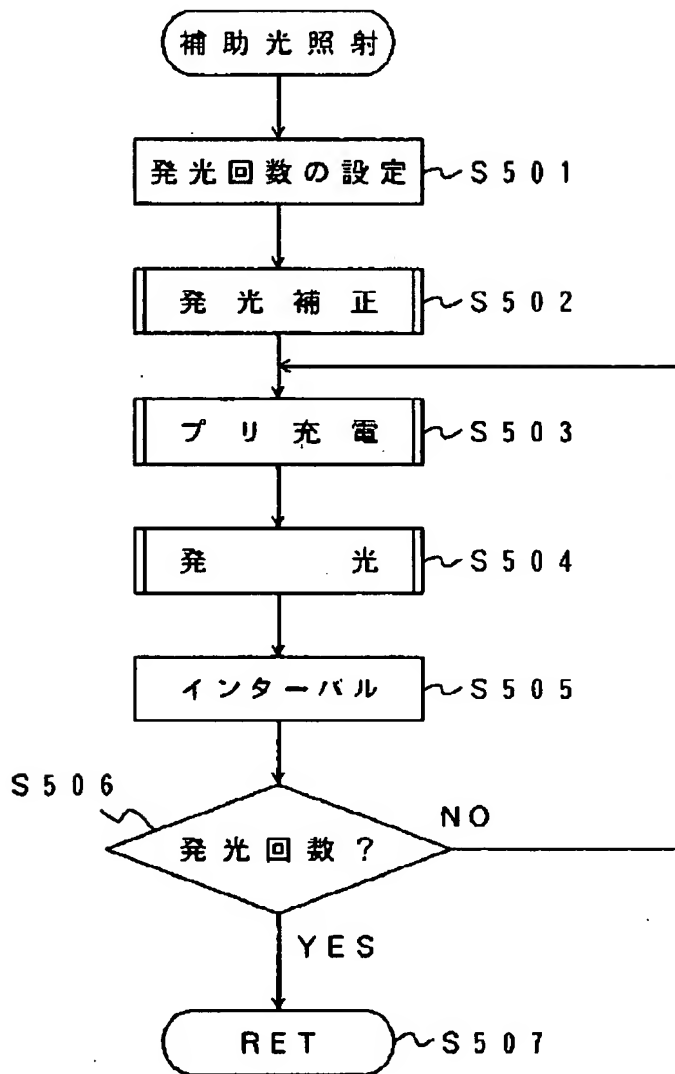 補助光照射
発光回数の設定 S501
発光補正 S502
プリ充電 S503
発光 S504
インターバル S505
S506
発光回数?
NO
YES
RET S507